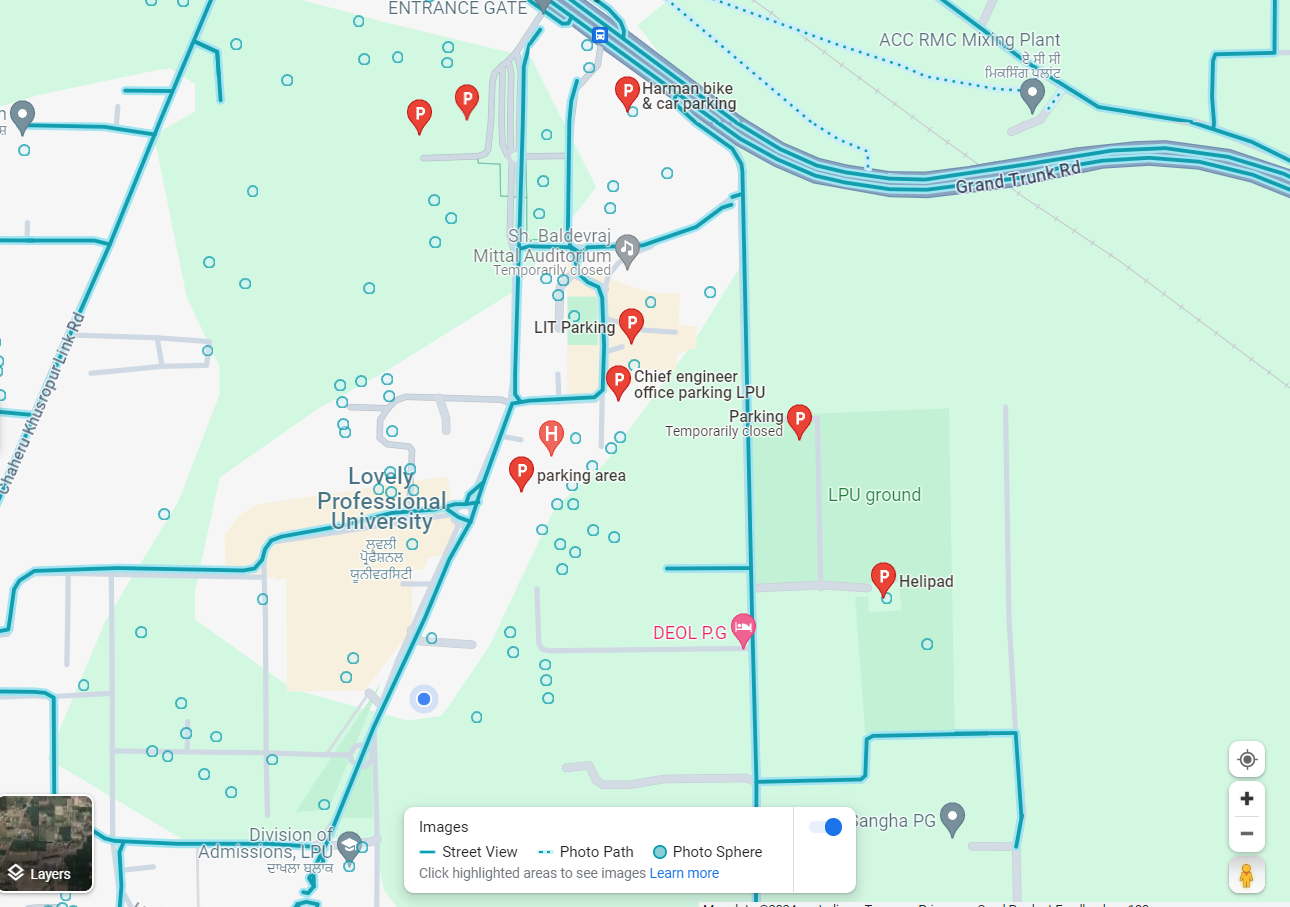 ENTRANCE GATE
ACC RMC Mixing Plant
ਏ ਸੀ ਸੀ
ਮਿਕਸਿੰਗ ਪਲਾਂਟ
Harman bike
& car parking
Grand Trunk Rd
Sh. Baldevraj
Mittal Auditorium
Temporarily closed
LIT Parking
Chaheru Khusropur Link Rd
Chief engineer
office parking LPU
Parking
Temporarily closed
H
parking area
Lovely
Professional
University
ਲਵਲੀ
ਪ੍ਰੋਫੈਸ਼ਨਲ
ਯੂਨੀਵਰਸਿਟੀ
LPU ground
Helipad
DEOL P.G
Sangha PG
Division of
Admissions, LPU
ਦਾਖਲਾ ਬਲਾਕ
Layers
Images
Street View
Photo Path
Photo Sphere
Click highlighted areas to see images Learn more